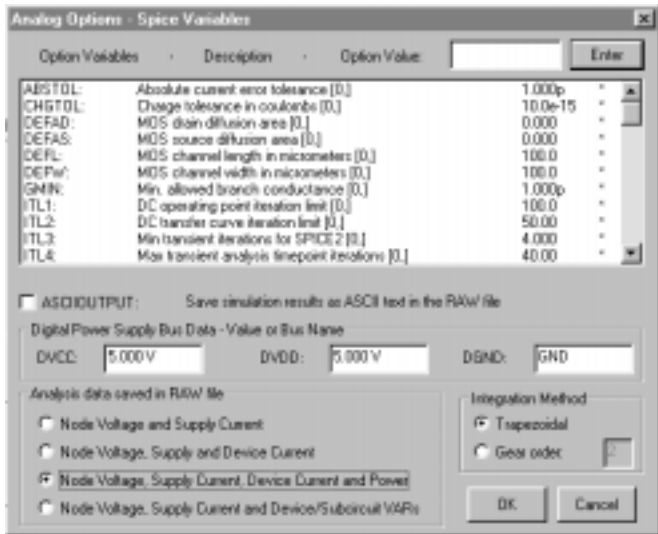 Analog Options - Spice Variables
Option Variables - Description - Option Value: Enter
ABSTOL: Absolute current error tolerance [0,] 1.000p *
CHGTOL: Charge tolerance in coulombs [0,] 10.0e-15 *
DEFAD: MOS drain diffusion area [0,] 0.000 *
DEFAS: MOS source diffusion area [0,] 0.000 *
DEFL: MOS channel length in micrometers [0,] 100.0 *
DEFW: MOS channel width in micrometers [0,] 100.0 *
GMIN: Min. allowed branch conductance [0,] 1.000p *
ITL1: DC operating point iteration limit [0,] 100.0 *
ITL2: DC transfer curve iteration limit [0,] 50.00 *
ITL3: Min transient iterations for SPICE2 [0,] 4.000 *
ITL4: Max transient analysis timepoint iterations [0,] 40.00 *
ASCIIOUTPUT: Save simulation results as ASCII text in the RAW file
Digital Power Supply Bus Data - Value or Bus Name
DVCC: 5.000 V DVDD: 5.000 V DGND: GND
Analysis data saved in RAW file
Node Voltage and Supply Current
Node Voltage, Supply and Device Current
Node Voltage, Supply Current, Device Current and Power
Node Voltage, Supply Current and Device/Subcircuit VARs
Integration Method
Trapezoidal
Gear order: 2
OK Cancel